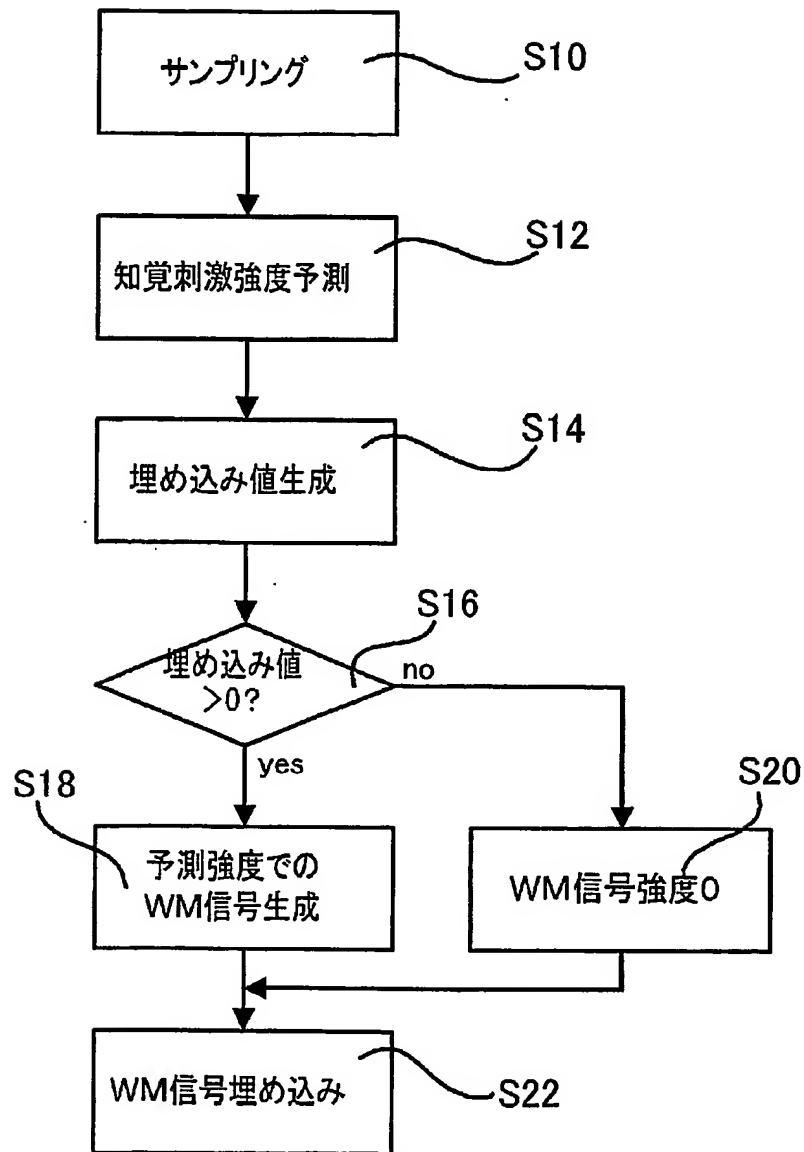 サンプリング
S10
知覚刺激強度予測
S12
埋め込み値生成
S14
埋め込み値
>0?
S16
no
yes
S18
予測強度での
WM信号生成
S20
WM信号強度0
WM信号埋め込み
S22